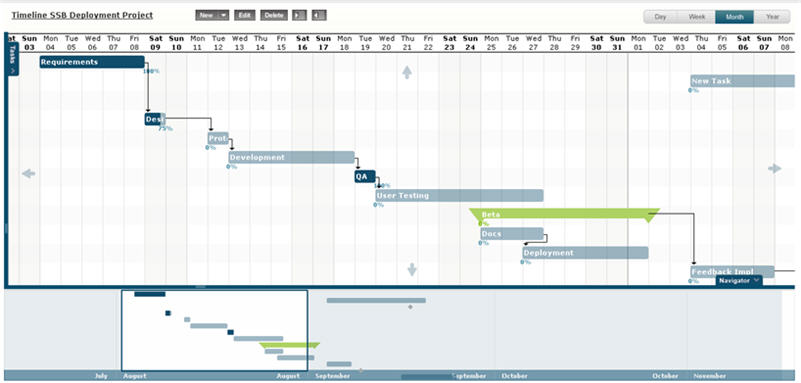 Timeline SSB Deployment Project New Edit Delete Day Week Month Year
at Sun Mon Tue Wed Thu Fri Sat Sun Mon Tue Wed Thu Fri Sat Sun Mon Tue Wed Thu Fri Sat Sun Mon Tue Wed Thu Fri Sat Sun Mon Tue Wed Thu Fri Sat Sun Mon
03 04 05 06 07 08 09 10 11 12 13 14 15 16 17 18 19 20 21 22 23 24 25 26 27 28 29 30 31 01 02 03 04 05 06 07 08
Tasks
Requirements
100%
New Task
0%
Des
75%
Prot
0%
Development
0%
QA
User Testing
0%
Beta
0%
Docs
0%
Deployment
0%
Feedback Impl
0%
Navigator
July August August September September October October November